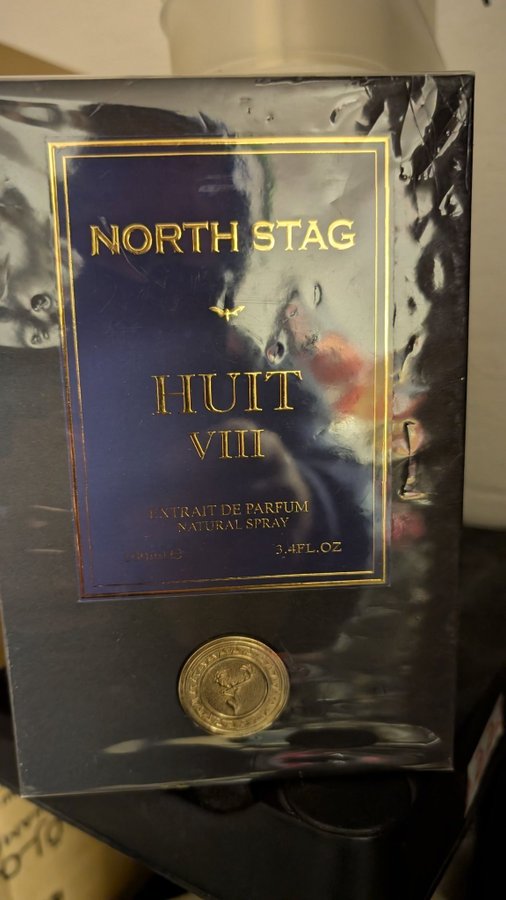 NORTH STAG
HUIT
VIII
EXTRAIT DE PARFUM
NATURAL SPRAY
3.4FL.OZ